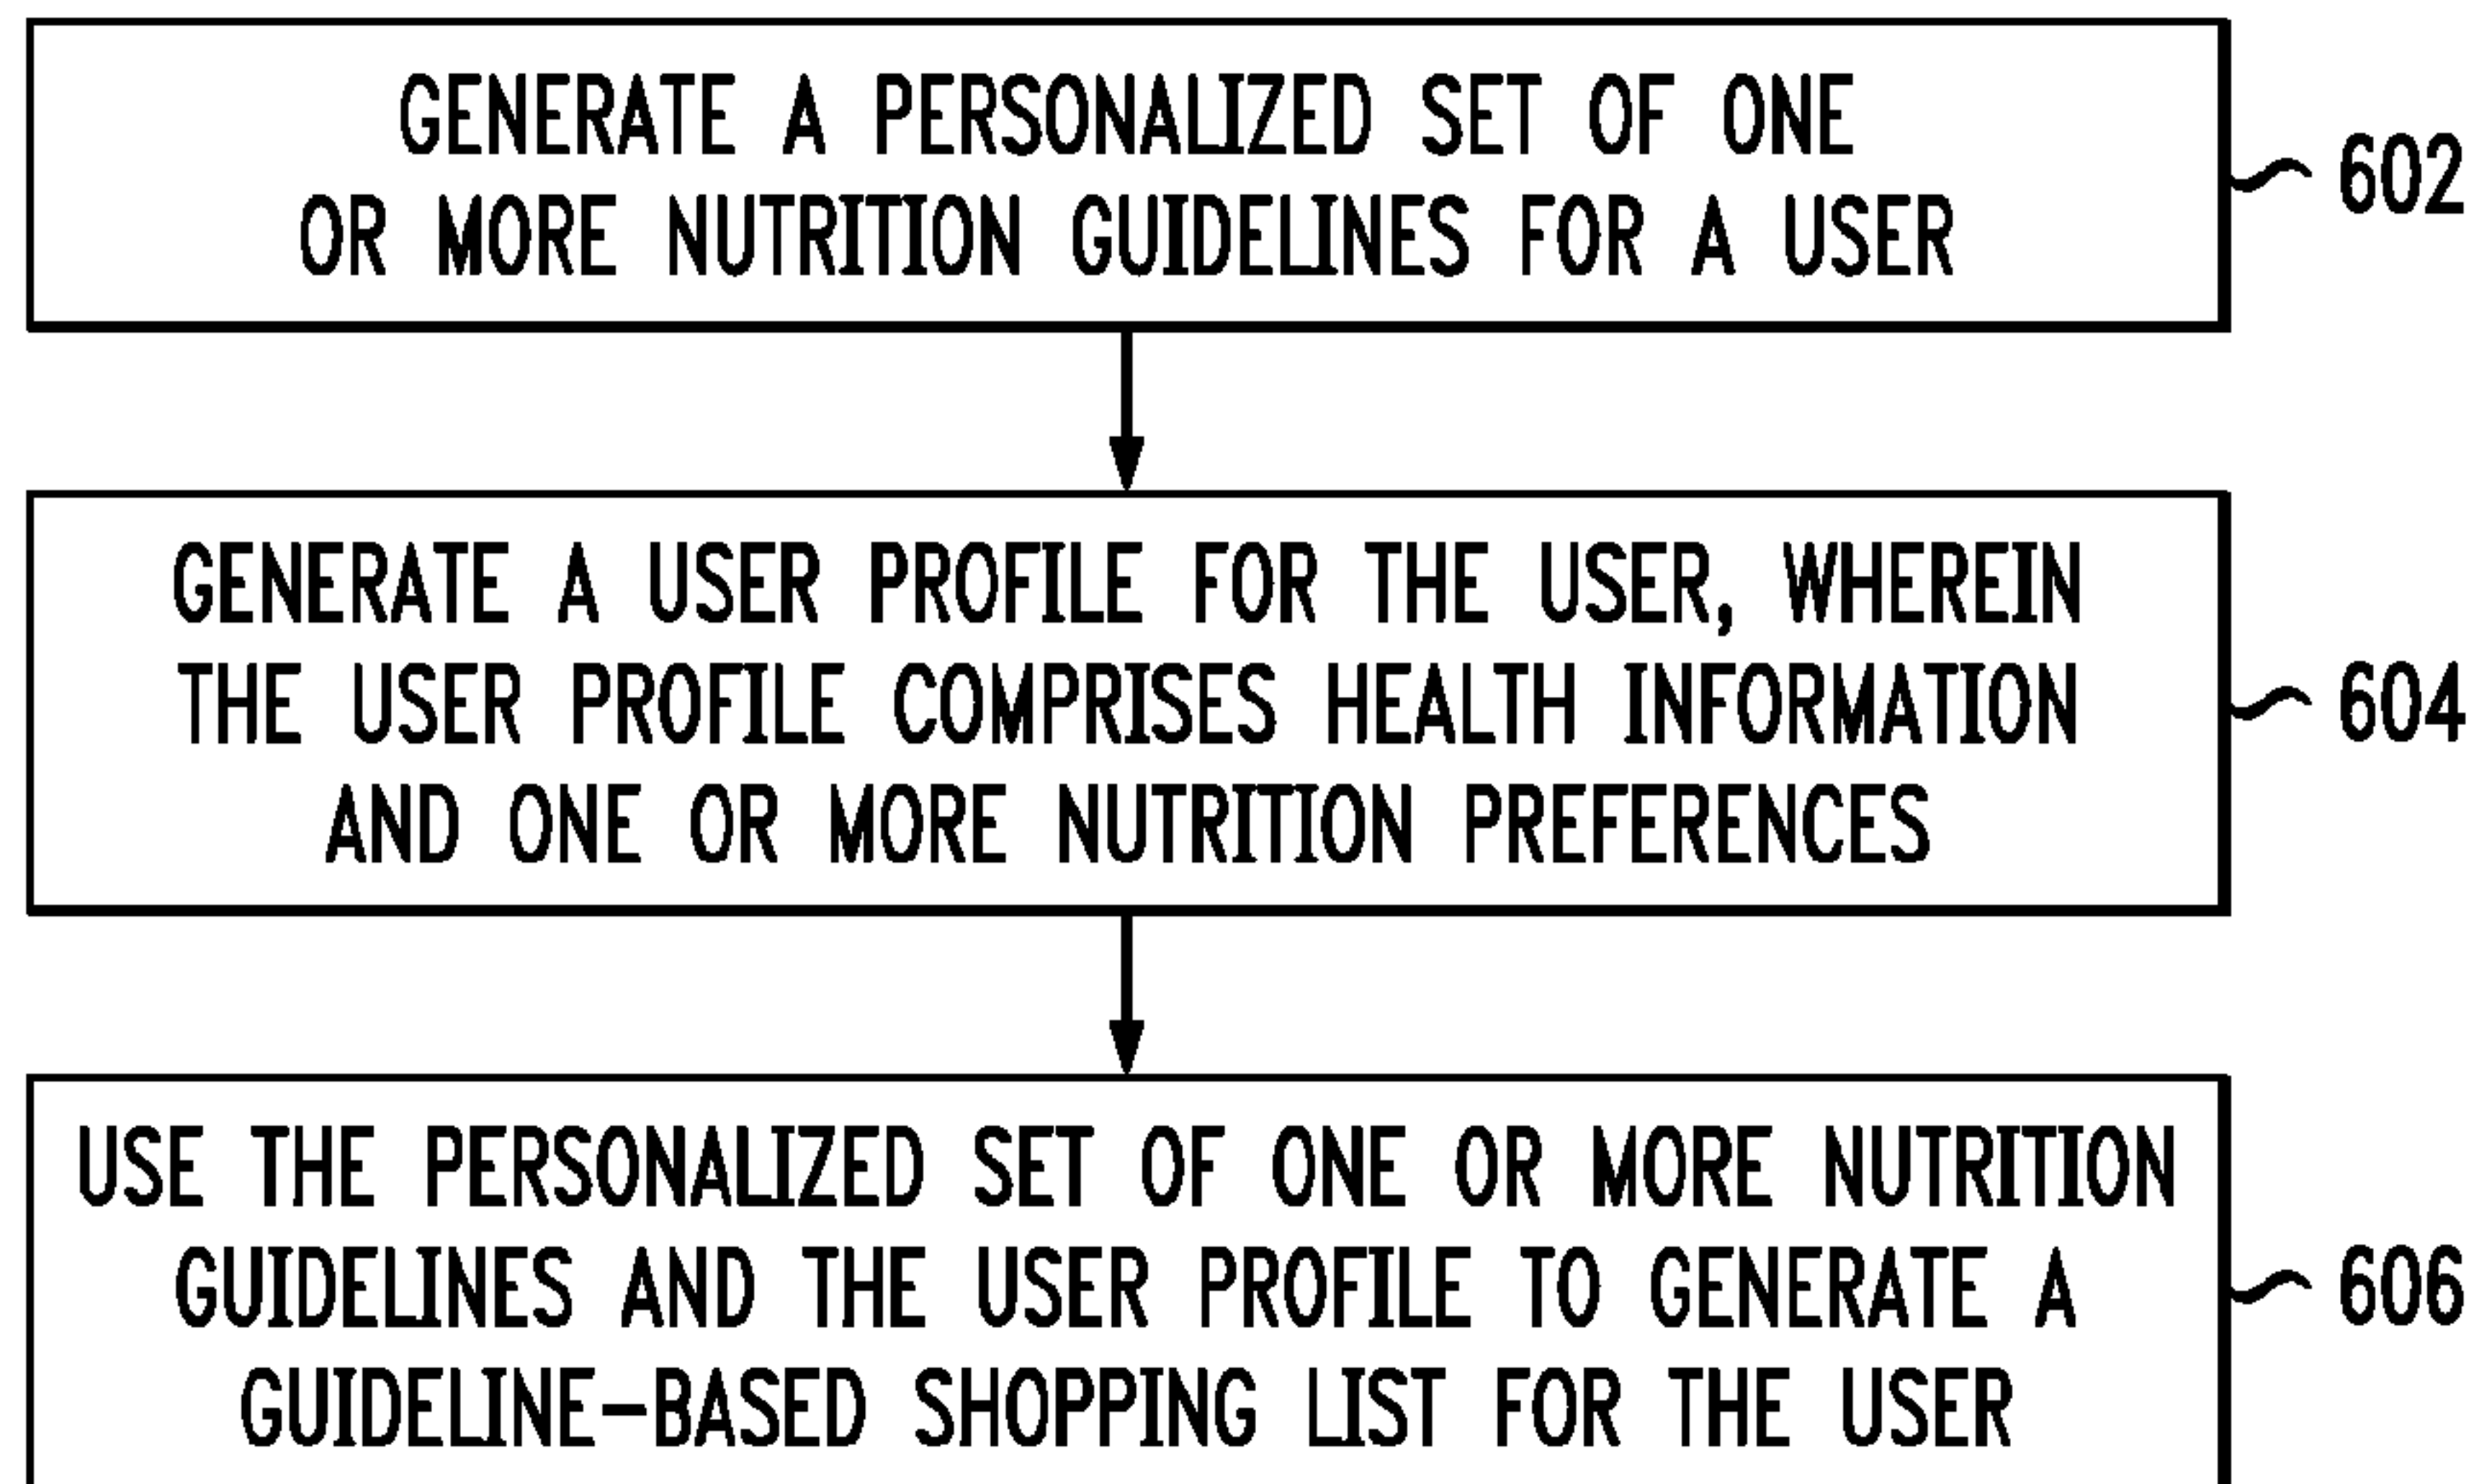 GENERATE A PERSONALIZED SET OF ONE
OR MORE NUTRITION GUIDELINES FOR A USER
602
GENERATE A USER PROFILE FOR THE USER, WHEREIN
THE USER PROFILE COMPRISES HEALTH INFORMATION
AND ONE OR MORE NUTRITION PREFERENCES
604
USE THE PERSONALIZED SET OF ONE OR MORE NUTRITION
GUIDELINES AND THE USER PROFILE TO GENERATE A
GUIDELINE-BASED SHOPPING LIST FOR THE USER
606